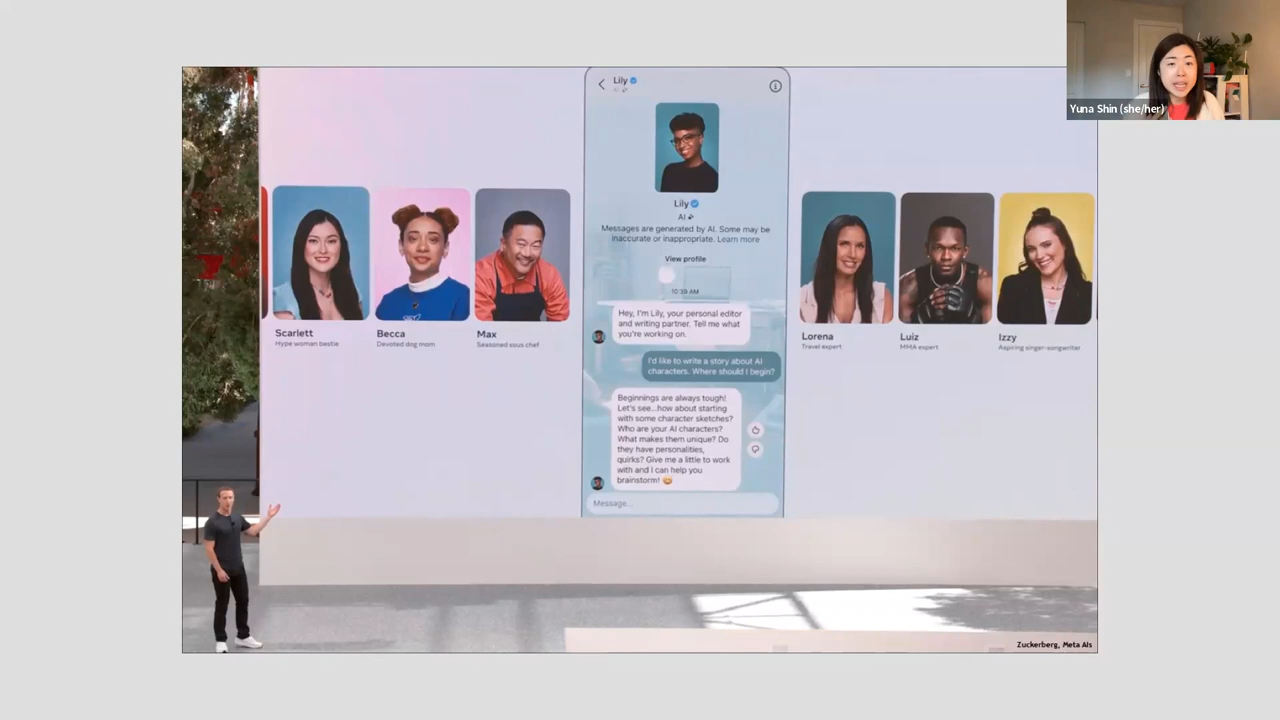 Yuna Shin (she/her)
Lily
Lily
AI
Messages are generated by AI. Some may be
inaccurate or inappropriate. Learn more
View profile
10:39 AM
Hey, I'm Lily, your personal editor
and writing partner. Tell me what
you're working on.
I'd like to write a story about AI
characters. Where should I begin?
Beginnings are always tough!
Let's see...how about starting
with some character sketches?
Who are your AI characters?
What makes them unique? Do
they have personalities,
quirks? Give me a little to work
with and I can help you
brainstorm! 😄
Message...
Scarlett
Hype woman bestie
Becca
Devoted dog mom
Max
Seasoned sous chef
Lorena
Travel expert
Luiz
MMA expert
Izzy
Aspiring singer-songwriter
Zuckerberg, Meta AIs